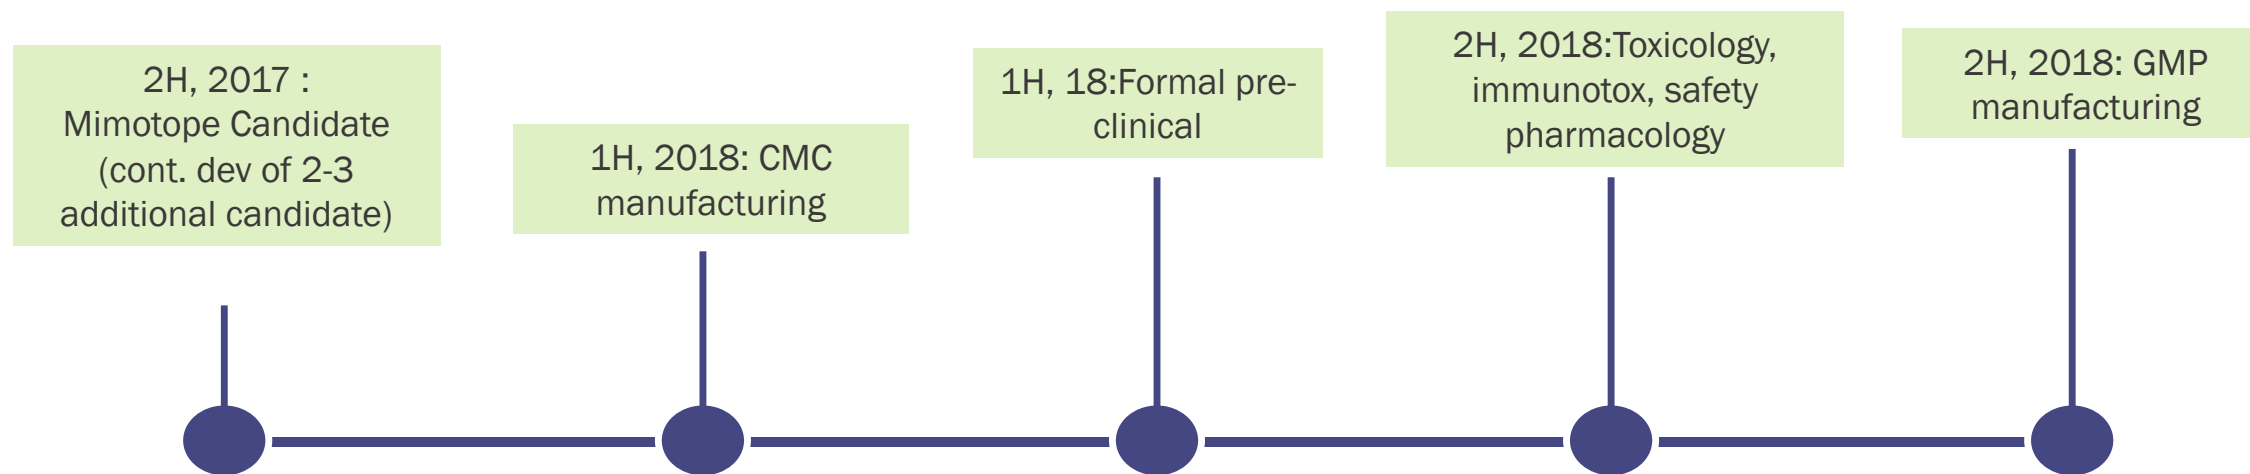 2H, 2017 :
Mimotope Candidate
(cont. dev of 2-3
additional candidate)
1H, 2018: CMC
manufacturing
1H, 18:Formal pre-
clinical
2H, 2018:Toxicology,
immunotox, safety
pharmacology
2H, 2018: GMP
manufacturing